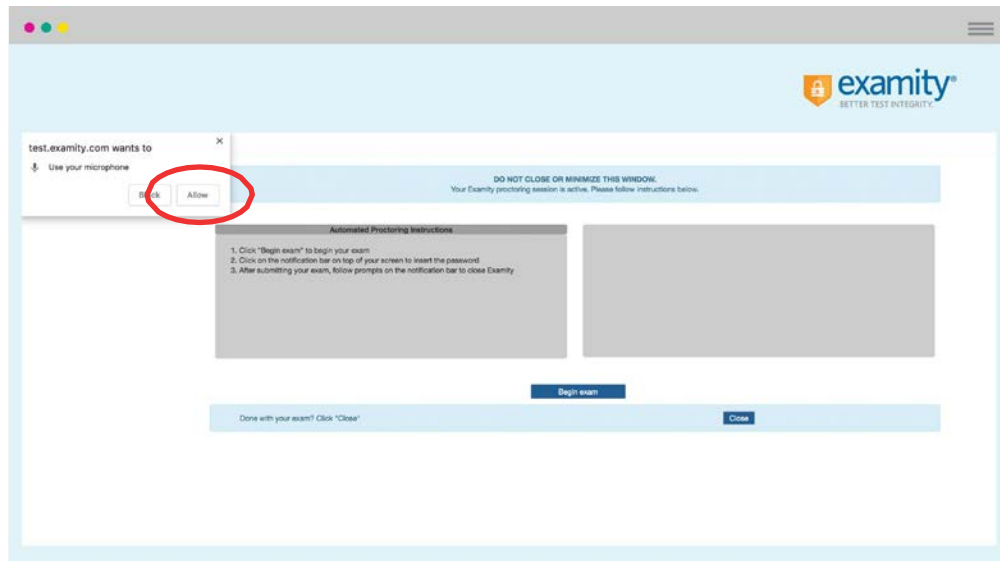 examity®
BETTER TEST INTEGRITY.
test.examity.com wants to
Use your microphone
Block Allow
DO NOT CLOSE OR MINIMIZE THIS WINDOW.
Your Examity proctoring session is active. Please follow instructions below.
Automated Proctoring Instructions
1. Click "Begin exam" to begin your exam
2. Click on the notification bar on top of your screen to insert the password
3. After submitting your exam, follow prompts on the notification bar to close Examity
Begin exam
Done with your exam? Click "Close"
Close